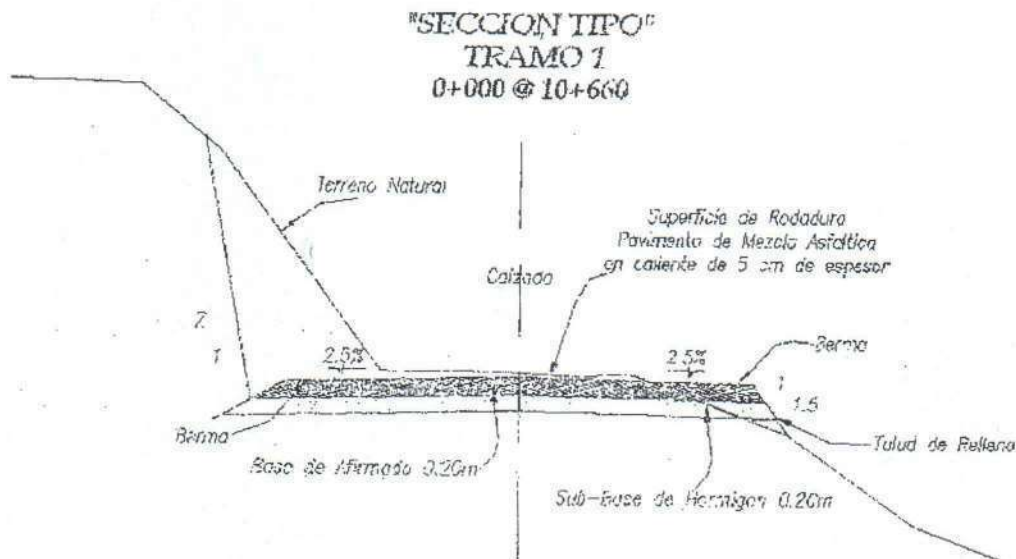 "SECCION TIPO"
TRAMO 1
0+000 @ 10+660
Terreno Natural
Superficie de Rodadura
Pavimento de Mezcla Asfaltica
en caliente de 5 cm de espesor
Calzada
7
1
2.5%
2.5%
Berma
1
1.5
Berma
Talud de Relleno
Base de Afirmado 0.20m
Sub-Base de Hormigon 0.20m